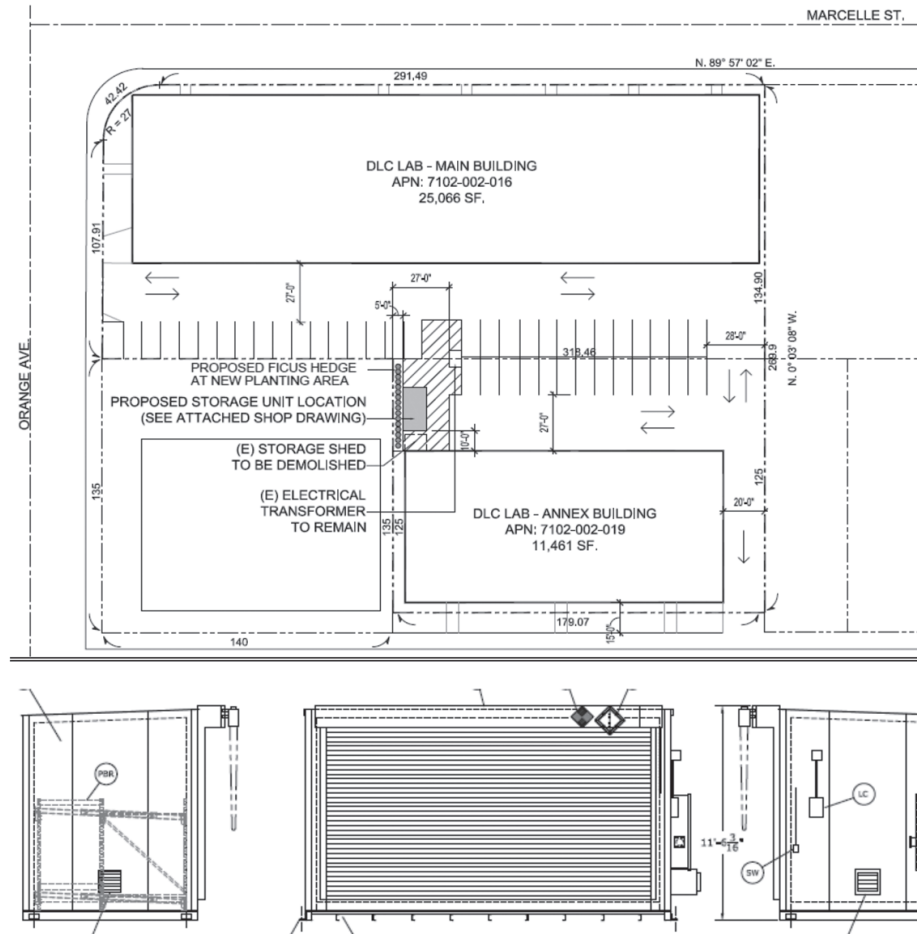 MARCELLE ST.
N. 89° 57' 02" E.
291.49
42.42
R = 27
DLC LAB - MAIN BUILDING
APN: 7102-002-016
25,066 SF.
107.91
27'-0"
27'-0"
5'-0"
134.90
N. 0° 03' 08" W.
269.9
28'-0"
318.46
ORANGE AVE.
PROPOSED FICUS HEDGE
AT NEW PLANTING AREA
PROPOSED STORAGE UNIT LOCATION
(SEE ATTACHED SHOP DRAWING)
27'-0"
10'-0"
(E) STORAGE SHED
TO BE DEMOLISHED
(E) ELECTRICAL
TRANSFORMER
TO REMAIN
135
135
125
DLC LAB - ANNEX BUILDING
APN: 7102-002-019
11,461 SF.
125
20'-0"
179.07
15'-0"
140
PBR
LC
SW